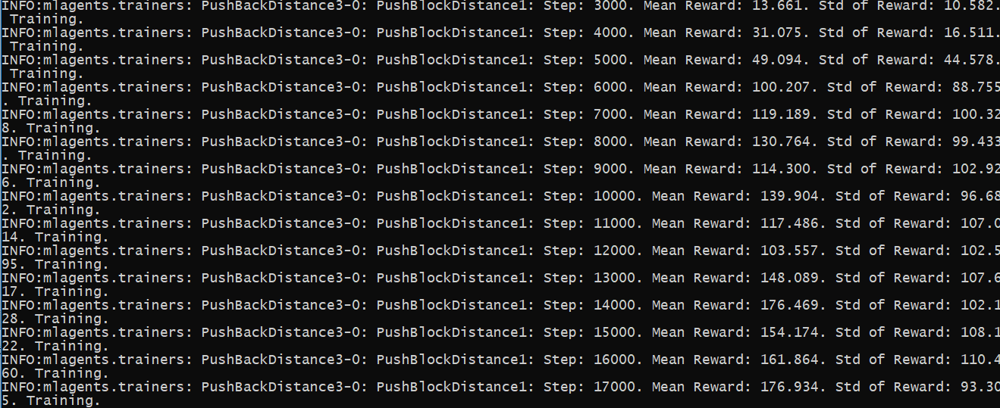 INFO:mlagents.trainers: PushBackDistance3-0: PushBlockDistance1: Step: 3000. Mean Reward: 13.661. Std of Reward: 10.582.
Training.
INFO:mlagents.trainers: PushBackDistance3-0: PushBlockDistance1: Step: 4000. Mean Reward: 31.075. Std of Reward: 16.511.
Training.
INFO:mlagents.trainers: PushBackDistance3-0: PushBlockDistance1: Step: 5000. Mean Reward: 49.094. Std of Reward: 44.578.
Training.
INFO:mlagents.trainers: PushBackDistance3-0: PushBlockDistance1: Step: 6000. Mean Reward: 100.207. Std of Reward: 88.755
. Training.
INFO:mlagents.trainers: PushBackDistance3-0: PushBlockDistance1: Step: 7000. Mean Reward: 119.189. Std of Reward: 100.32
8. Training.
INFO:mlagents.trainers: PushBackDistance3-0: PushBlockDistance1: Step: 8000. Mean Reward: 130.764. Std of Reward: 99.433
. Training.
INFO:mlagents.trainers: PushBackDistance3-0: PushBlockDistance1: Step: 9000. Mean Reward: 114.300. Std of Reward: 102.92
6. Training.
INFO:mlagents.trainers: PushBackDistance3-0: PushBlockDistance1: Step: 10000. Mean Reward: 139.904. Std of Reward: 96.68
2. Training.
INFO:mlagents.trainers: PushBackDistance3-0: PushBlockDistance1: Step: 11000. Mean Reward: 117.486. Std of Reward: 107.0
14. Training.
INFO:mlagents.trainers: PushBackDistance3-0: PushBlockDistance1: Step: 12000. Mean Reward: 103.557. Std of Reward: 102.5
95. Training.
INFO:mlagents.trainers: PushBackDistance3-0: PushBlockDistance1: Step: 13000. Mean Reward: 148.089. Std of Reward: 107.6
17. Training.
INFO:mlagents.trainers: PushBackDistance3-0: PushBlockDistance1: Step: 14000. Mean Reward: 176.469. Std of Reward: 102.1
28. Training.
INFO:mlagents.trainers: PushBackDistance3-0: PushBlockDistance1: Step: 15000. Mean Reward: 154.174. Std of Reward: 108.1
22. Training.
INFO:mlagents.trainers: PushBackDistance3-0: PushBlockDistance1: Step: 16000. Mean Reward: 161.864. Std of Reward: 110.4
60. Training.
INFO:mlagents.trainers: PushBackDistance3-0: PushBlockDistance1: Step: 17000. Mean Reward: 176.934. Std of Reward: 93.30
5. Training.